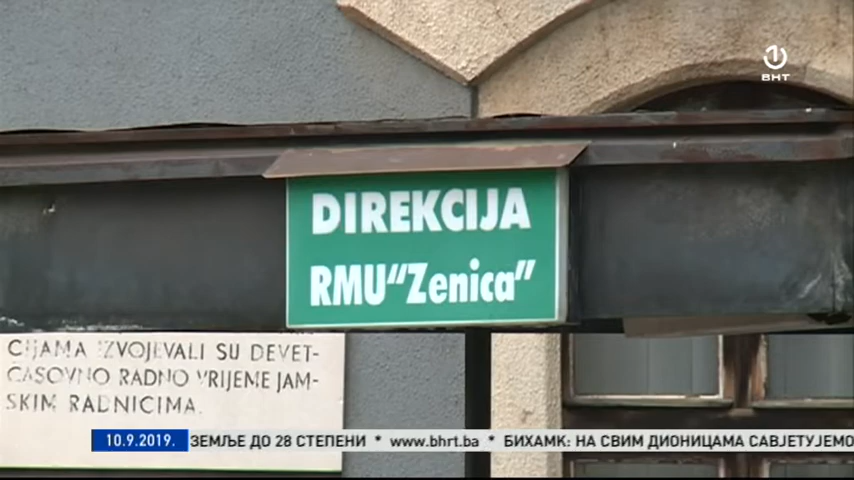 BHT
DIREKCIJA
RMU"Zenica"
CIJAMA IZVOJEVALI SU DEVET-
ČASOVNO RADNO VRIJEME JAM-
SKIM RADNICIMA.
10.9.2019. ЗЕМЉЕ ДО 28 СТЕПЕНИ * www.bhrt.ba * БИХАМК: НА СВИМ ДИОНИЦАМА САВЈЕТУЈЕМО